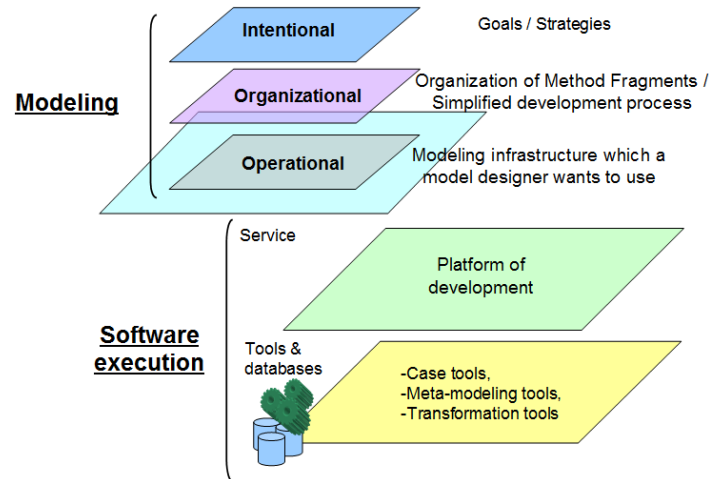 Intentional
Goals / Strategies
Modeling
Organizational
Organization of Method Fragments /
Simplified development process
Operational
Modeling infrastructure which a
model designer wants to use
Service
Platform of
development
Software
execution
Tools &
databases
-Case tools,
-Meta-modeling tools,
-Transformation tools